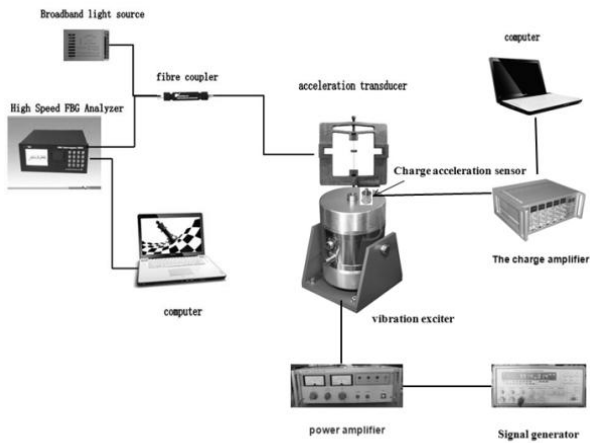 Broadband light source
fibre coupler
High Speed FBG Analyzer
computer
acceleration transducer
computer
Charge acceleration sensor
The charge amplifier
vibration exciter
power amplifier
Signal generator